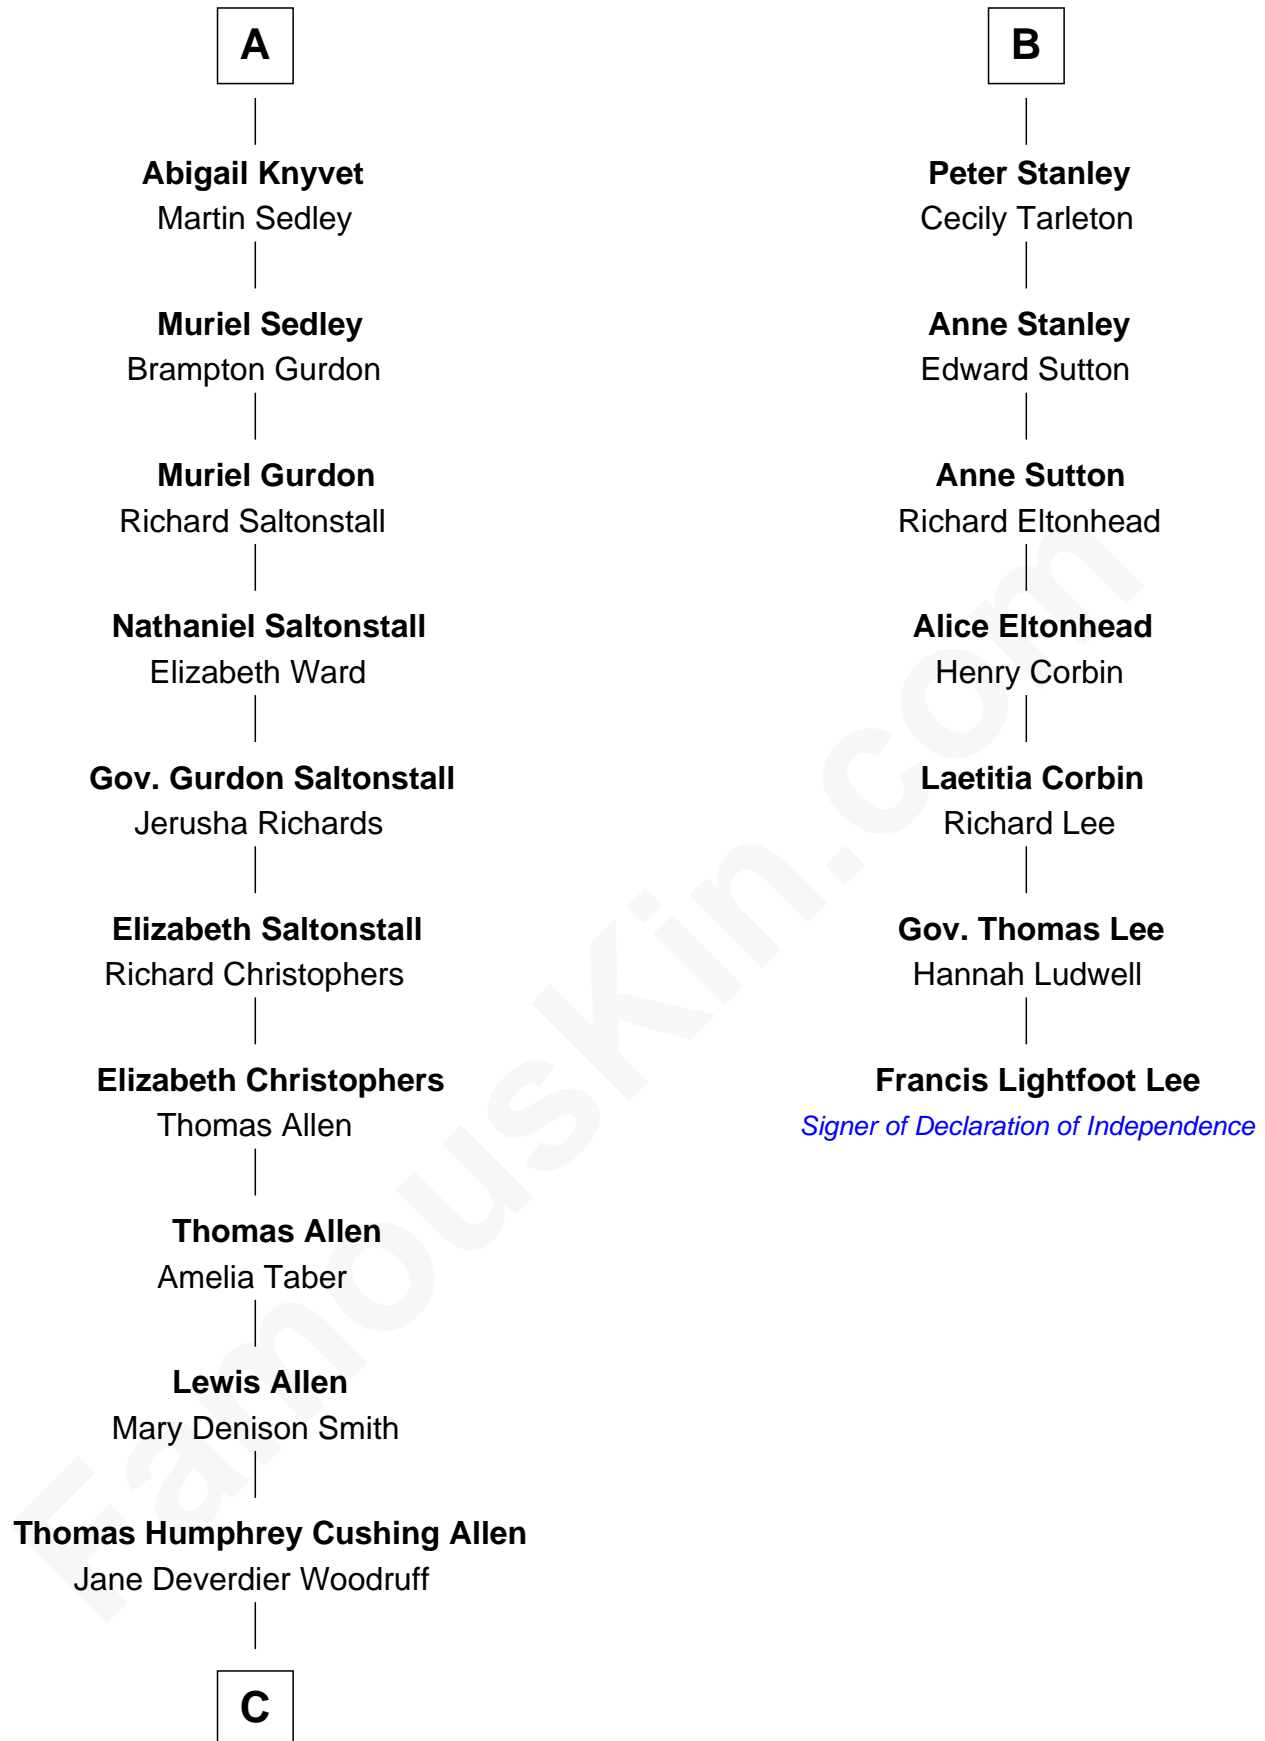 A
Abigail Knyvet
Martin Sedley
Muriel Sedley
Brampton Gurdon
Muriel Gurdon
Richard Saltonstall
Nathaniel Saltonstall
Elizabeth Ward
Gov. Gurdon Saltonstall
Jerusha Richards
Elizabeth Saltonstall
Richard Christophers
Elizabeth Christophers
Thomas Allen
Thomas Allen
Amelia Taber
Lewis Allen
Mary Denison Smith
Thomas Humphrey Cushing Allen
Jane Deverdier Woodruff
C
B
Peter Stanley
Cecily Tarleton
Anne Stanley
Edward Sutton
Anne Sutton
Richard Eltonhead
Alice Eltonhead
Henry Corbin
Laetitia Corbin
Richard Lee
Gov. Thomas Lee
Hannah Ludwell
Francis Lightfoot Lee
Signer of Declaration of Independence
FamousKin.com